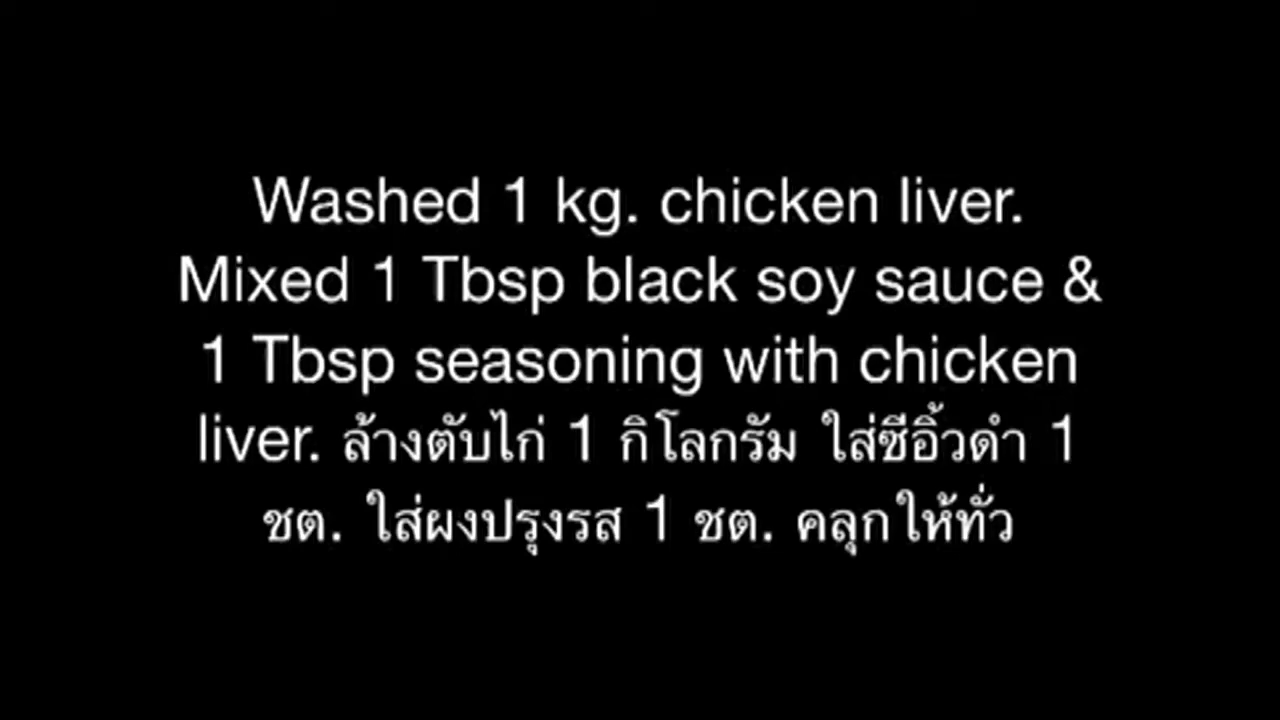 Washed 1 kg. chicken liver.
Mixed 1 Tbsp black soy sauce &
1 Tbsp seasoning with chicken
liver. ล้างตับไก่ 1 กิโลกรัม ใส่ซีอิ้วดำ 1
ชต. ใส่ผงปรุงรส 1 ชต. คลุกให้ทั่ว